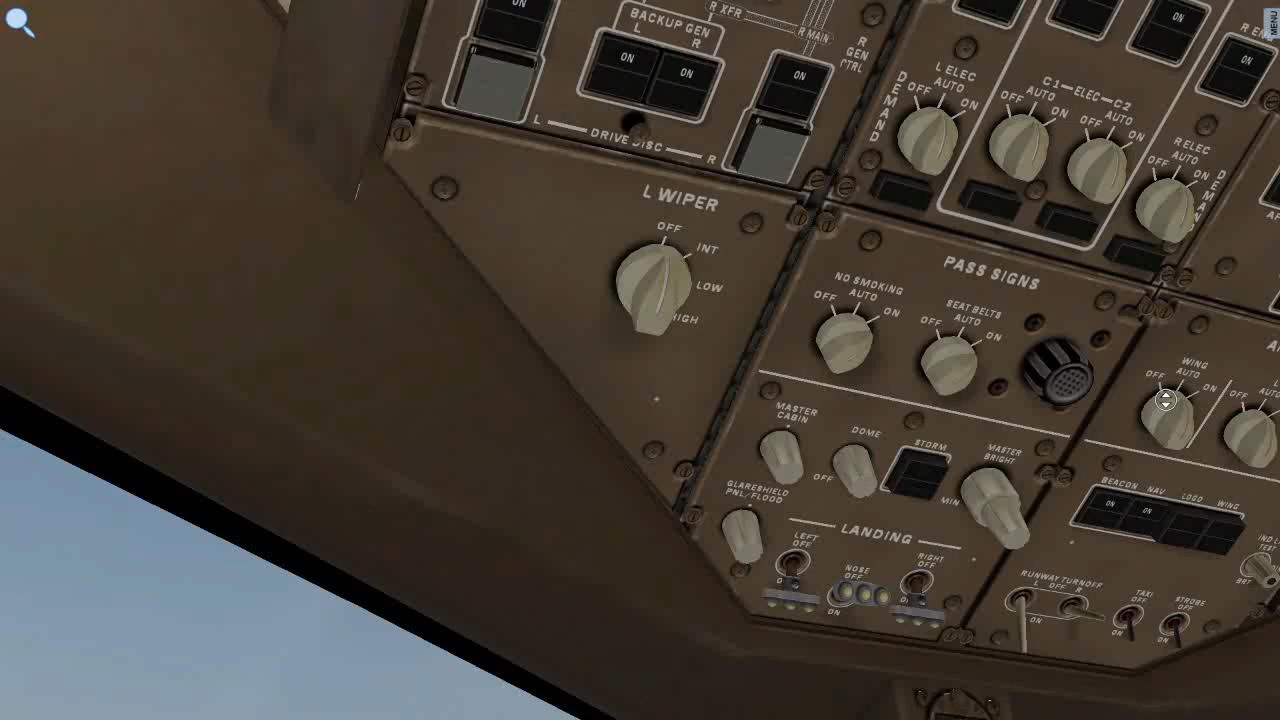 ON
BACKUP GEN
L R
ON
ON
R XFR
R MAIN
R
GEN
CTRL
ON
L DRIVE DISC R
DEMAND
L ELEC
AUTO
OFF ON
C1 ELEC C2
AUTO
OFF ON
AUTO
OFF ON
ON
R ELEC
AUTO
OFF ON
ON
L WIPER
OFF
INT
LOW
HIGH
PASS SIGNS
NO SMOKING
AUTO
OFF ON
SEAT BELTS
AUTO
OFF ON
WING
AUTO
OFF ON
OFF
MASTER
CABIN
DOME
OFF
STORM
MASTER
BRIGHT
MIN
GLARESHIELD
PNL/FLOOD
LANDING
LEFT
OFF
NOSE
OFF
ON
RIGHT
OFF
BEACON NAV LOGO WING
ON ON
IND L
TEST
BRT
RUNWAY TURNOFF
L OFF R
ON
TAXI
OFF
ON
STROBE
OFF
ON
MENU